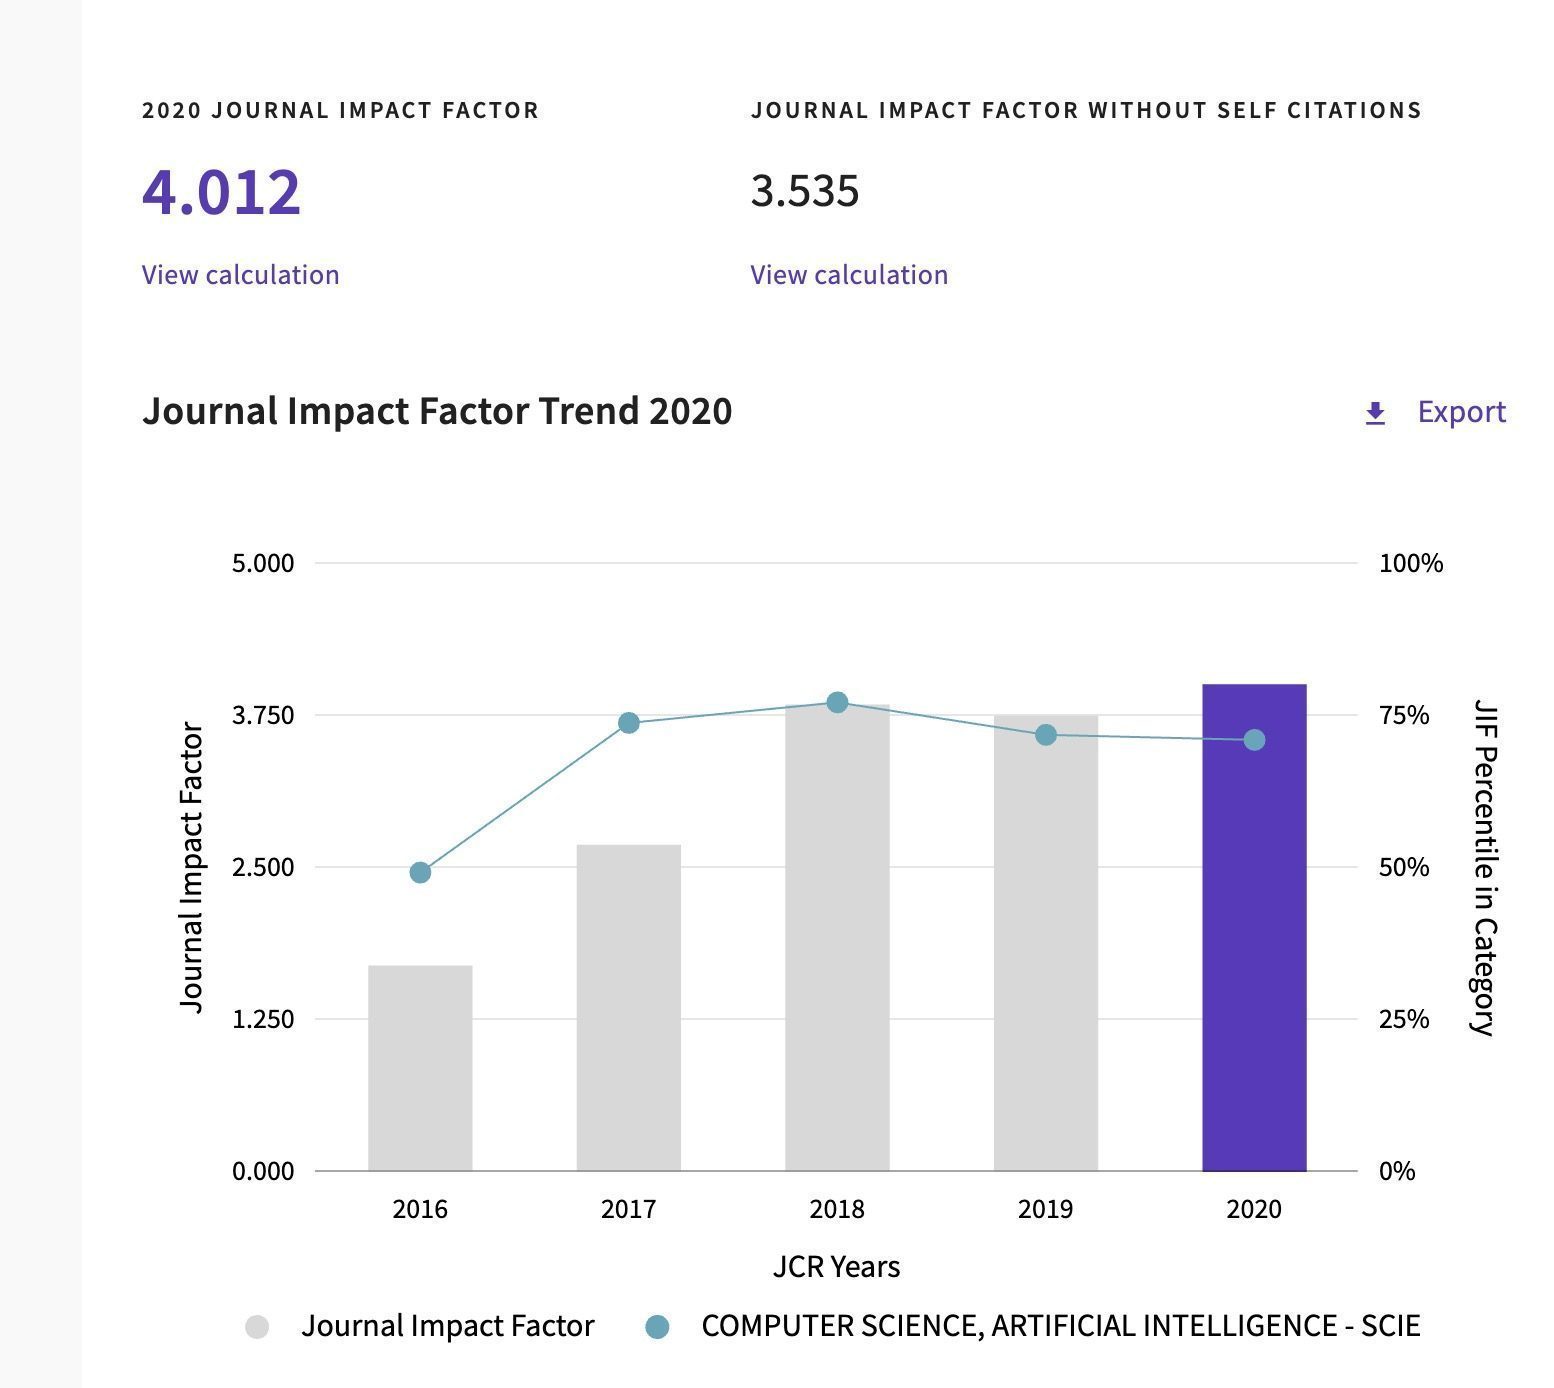 2020 JOURNAL IMPACT FACTOR
4.012
View calculation
JOURNAL IMPACT FACTOR WITHOUT SELF CITATIONS
3.535
View calculation
Journal Impact Factor Trend 2020
Export
5.000
3.750
2.500
1.250
0.000
Journal Impact Factor
100%
75%
50%
25%
0%
JIF Percentile in Category
2016 2017 2018 2019 2020
JCR Years
Journal Impact Factor
COMPUTER SCIENCE, ARTIFICIAL INTELLIGENCE - SCIE